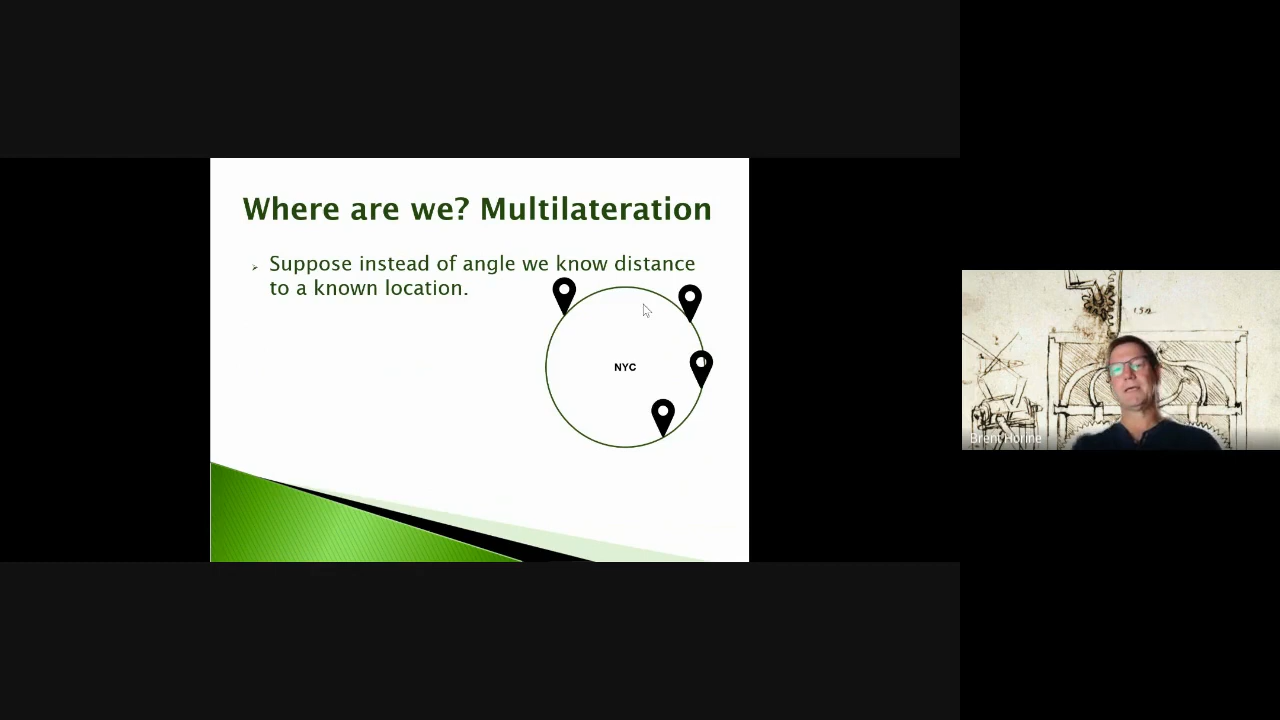 Where are we? Multilateration
Suppose instead of angle we know distance
to a known location.
NYC
Brent Horine